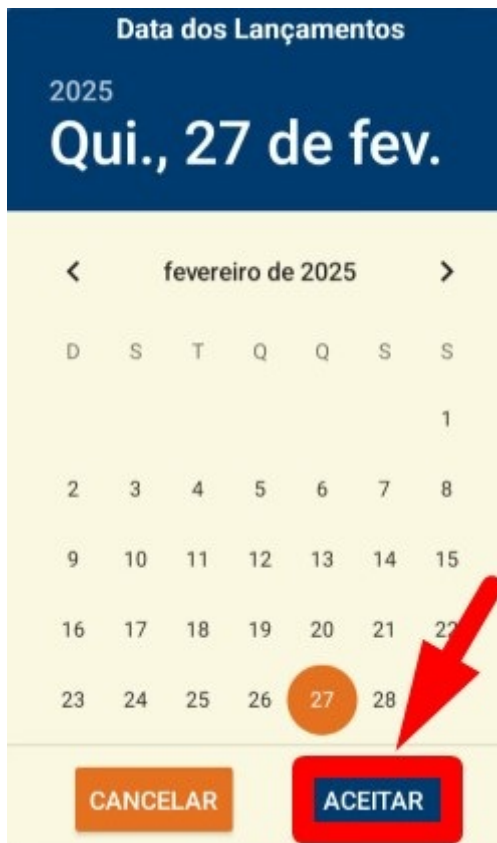 Data dos Lançamentos
2025
Qui., 27 de fev.
fevereiro de 2025
D S T Q Q S S
1
2 3 4 5 6 7 8
9 10 11 12 13 14 15
16 17 18 19 20 21 22
23 24 25 26 27 28
CANCELAR ACEITAR